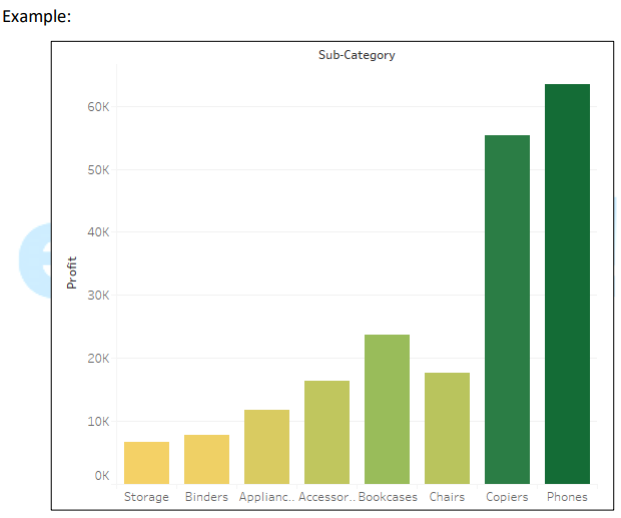 Example:
Sub-Category
Profit
60K
50K
40K
30K
20K
10K
0K
Storage Binders Applianc.. Accessor.. Bookcases Chairs Copiers Phones